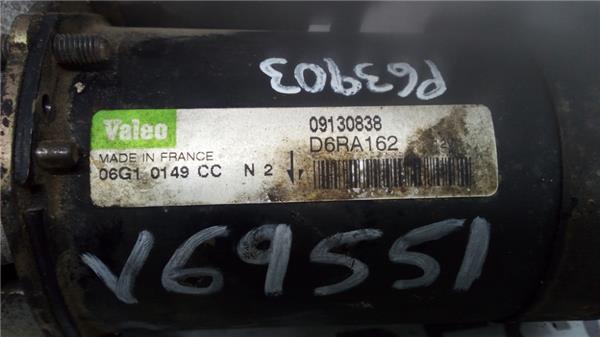 P63903
Valeo
09130838
D6RA162
MADE IN FRANCE
06G1 0149 CC N 2
V69551